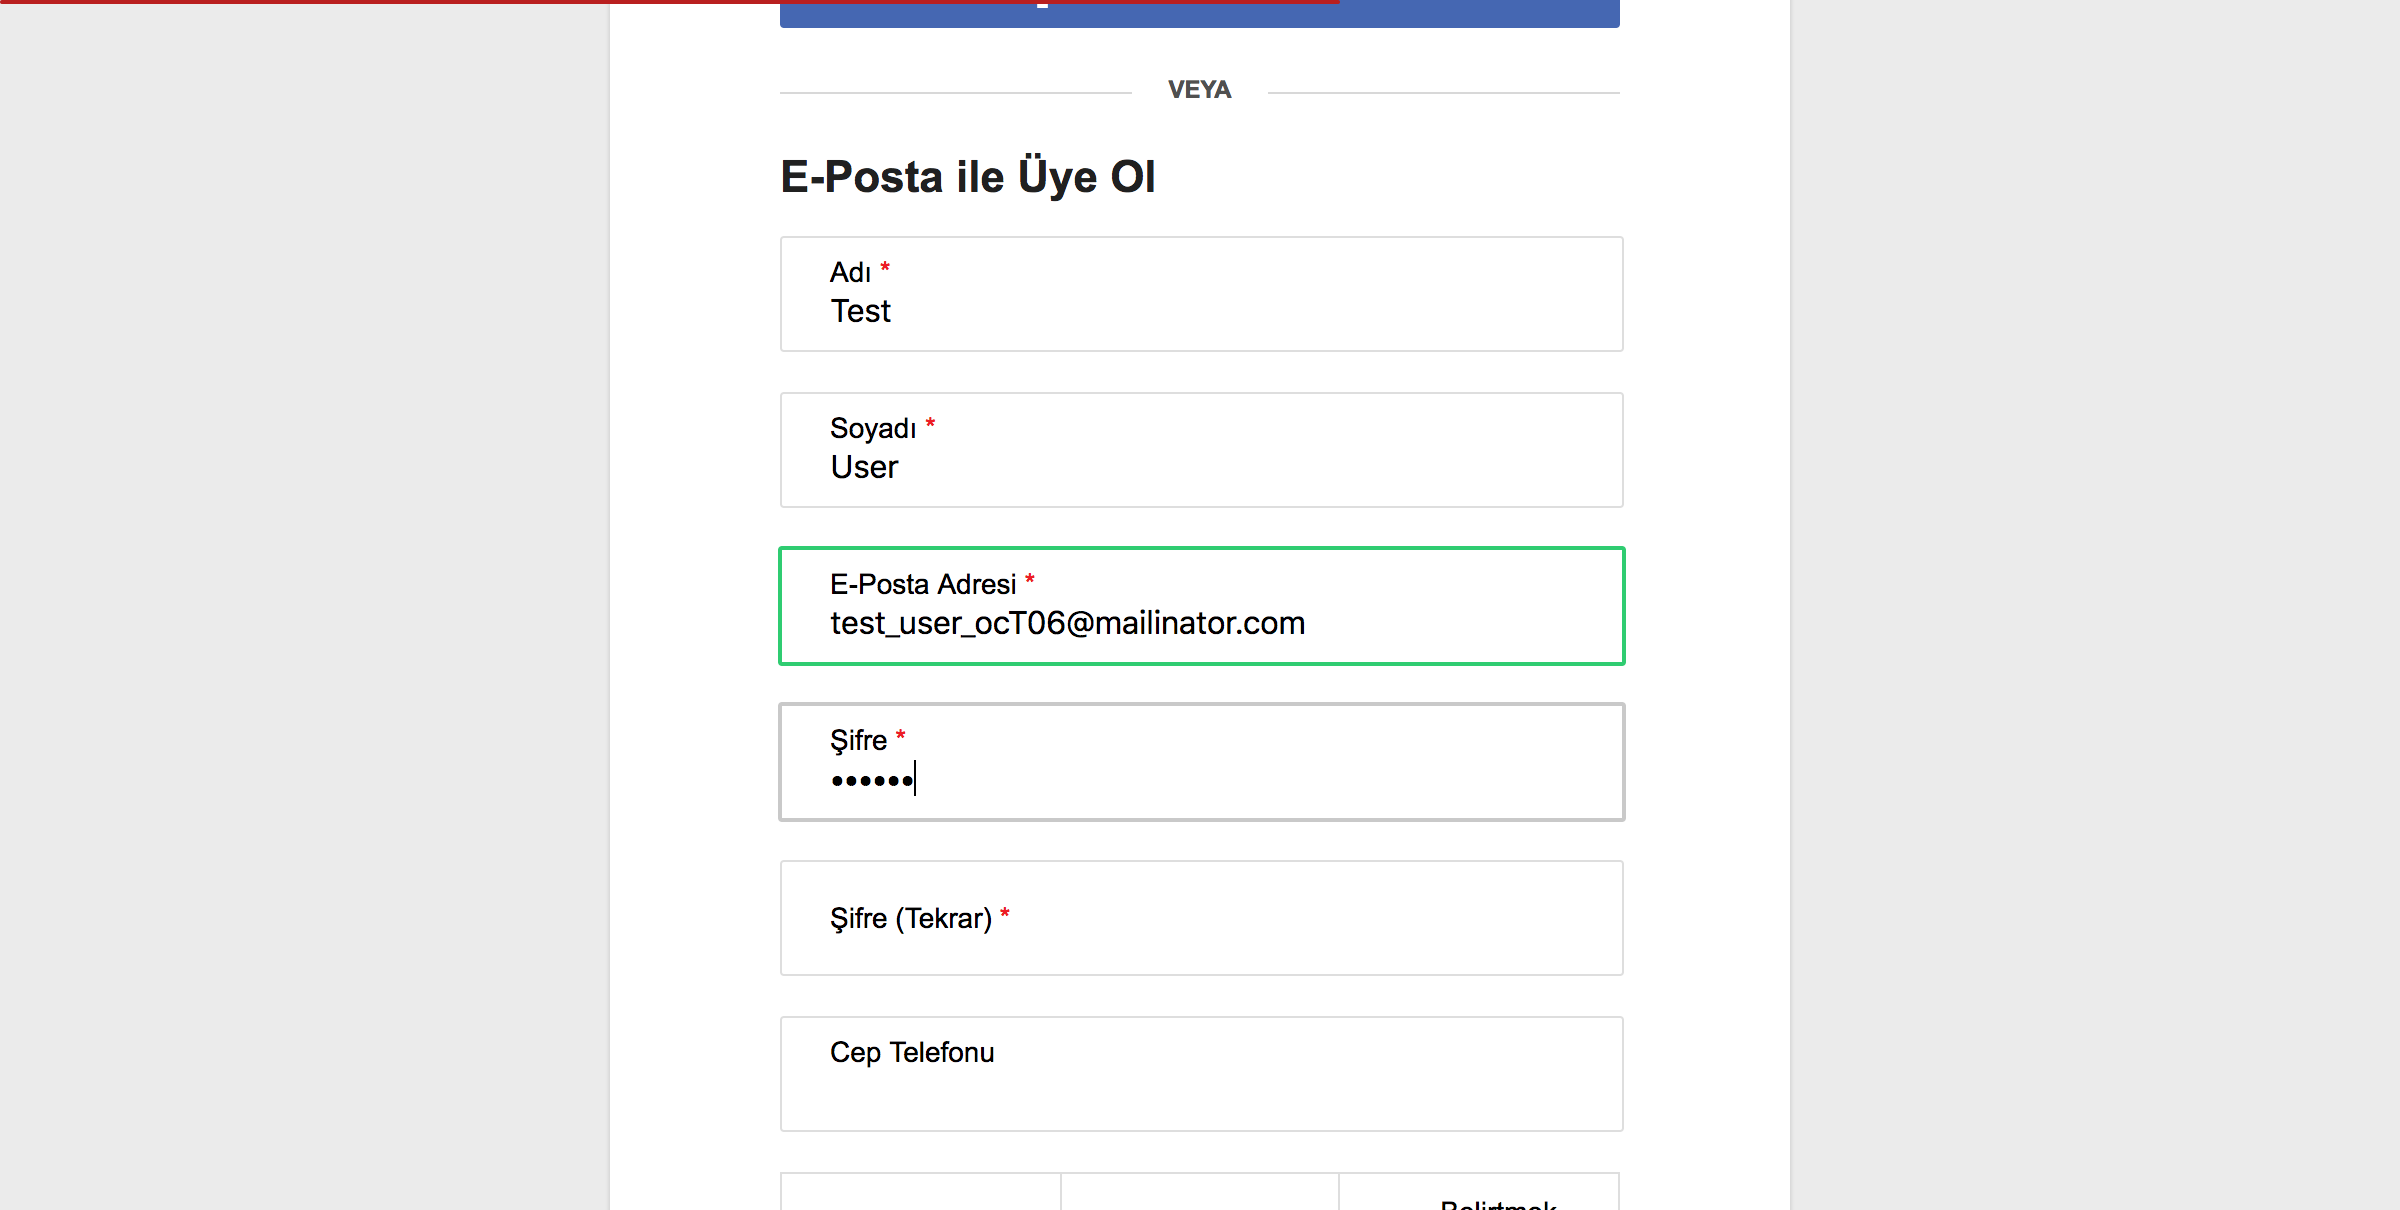 VEYA
E-Posta ile Üye Ol
Adı *
Test
Soyadı *
User
E-Posta Adresi *
test_user_ocT06@mailinator.com
Şifre *
••••••
Şifre (Tekrar) *
Cep Telefonu
Belirtmek